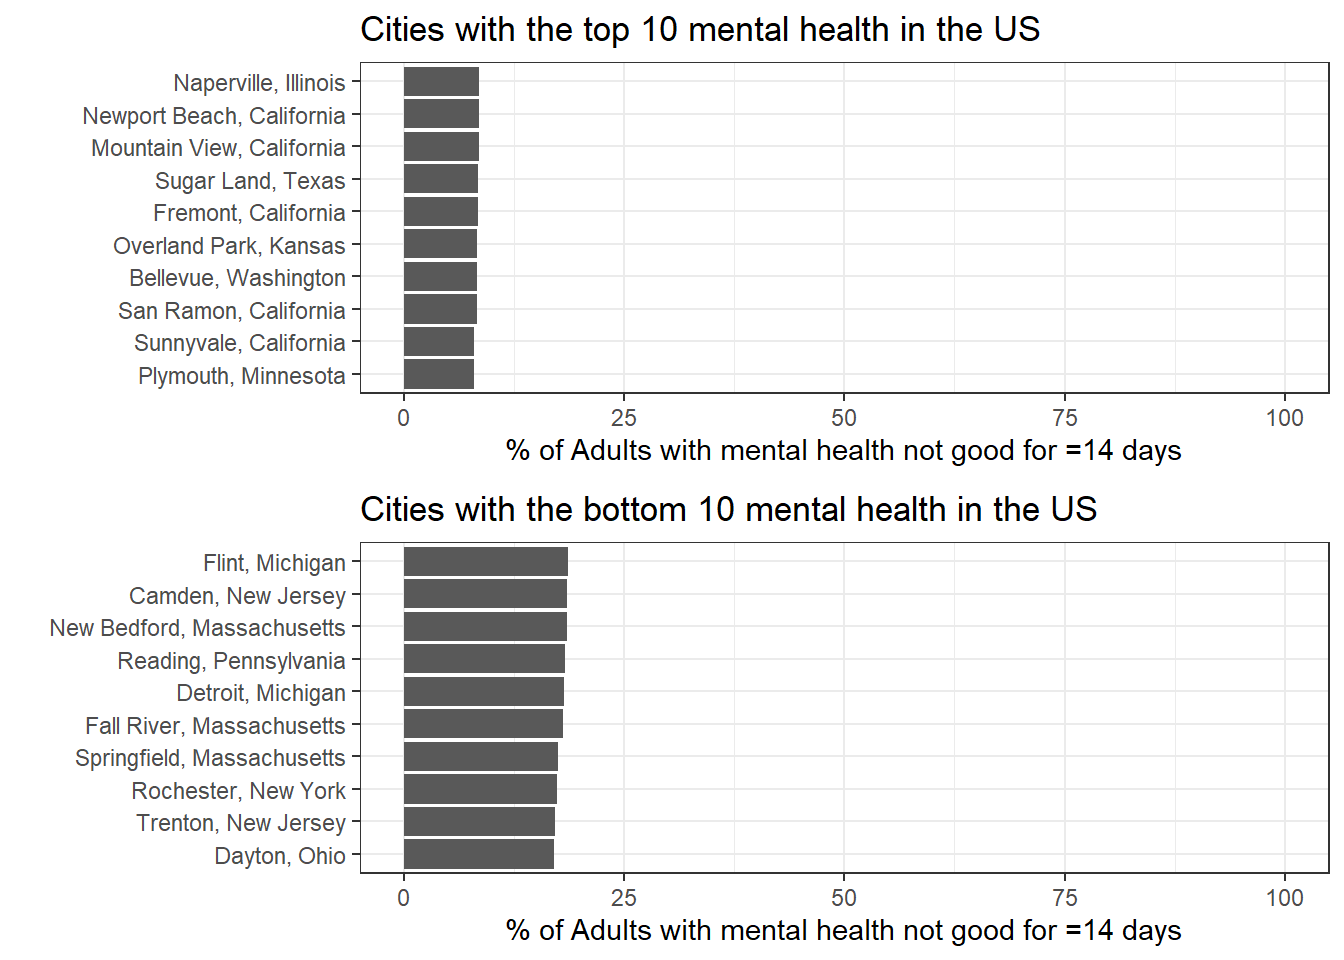 Cities with the top 10 mental health in the US
Naperville, Illinois
Newport Beach, California
Mountain View, California
Sugar Land, Texas
Fremont, California
Overland Park, Kansas
Bellevue, Washington
San Ramon, California
Sunnyvale, California
Plymouth, Minnesota
0 25 50 75 100
% of Adults with mental health not good for =14 days
Cities with the bottom 10 mental health in the US
Flint, Michigan
Camden, New Jersey
New Bedford, Massachusetts
Reading, Pennsylvania
Detroit, Michigan
Fall River, Massachusetts
Springfield, Massachusetts
Rochester, New York
Trenton, New Jersey
Dayton, Ohio
0 25 50 75 100
% of Adults with mental health not good for =14 days